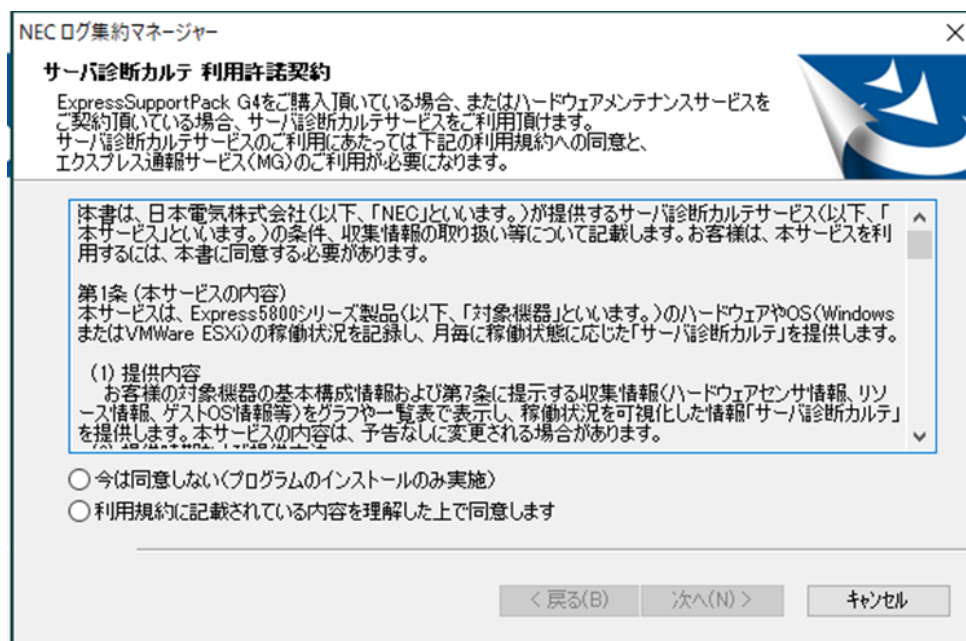 NEC ログ集約マネージャー
サーバ診断カルテ 利用許諾契約
ExpressSupportPack G4をご購入頂いている場合、またはハードウェアメンテナンスサービスを
ご契約頂いている場合、サーバ診断カルテサービスをご利用頂けます。
サーバ診断カルテサービスのご利用にあたっては下記の利用規約への同意と、
エクスプレス通報サービス(MG)のご利用が必要になります。
本書は、日本電気株式会社(以下、「NEC」といいます。)が提供するサーバ診断カルテサービス(以下、「
本サービス」といいます。)の条件、収集情報の取り扱い等について記載します。お客様は、本サービスを利
用するには、本書に同意する必要があります。
第1条 (本サービスの内容)
本サービスは、Express5800シリーズ製品(以下、「対象機器」といいます。)のハードウェアやOS(Windows
またはVMWare ESXi)の稼働状況を記録し、月毎に稼働状態に応じた「サーバ診断カルテ」を提供します。
(1) 提供内容
お客様の対象機器の基本構成情報および第7条に提示する収集情報(ハードウェアセンサ情報、リソ
ース情報、ゲストOS情報等)をグラフや一覧表で表示し、稼働状況を可視化した情報「サーバ診断カルテ」
を提供します。本サービスの内容は、予告なしに変更される場合があります。
今は同意しない(プログラムのインストールのみ実施)
利用規約に記載されている内容を理解した上で同意します
< 戻る(B)
次へ(N) >
キャンセル